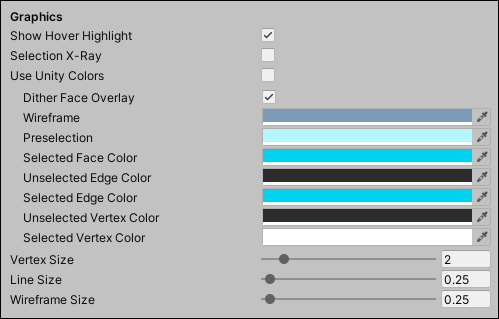 Graphics
Show Hover Highlight
Selection X-Ray
Use Unity Colors
Dither Face Overlay
Wireframe
Preselection
Selected Face Color
Unselected Edge Color
Selected Edge Color
Unselected Vertex Color
Selected Vertex Color
Vertex Size 2
Line Size 0.25
Wireframe Size 0.25